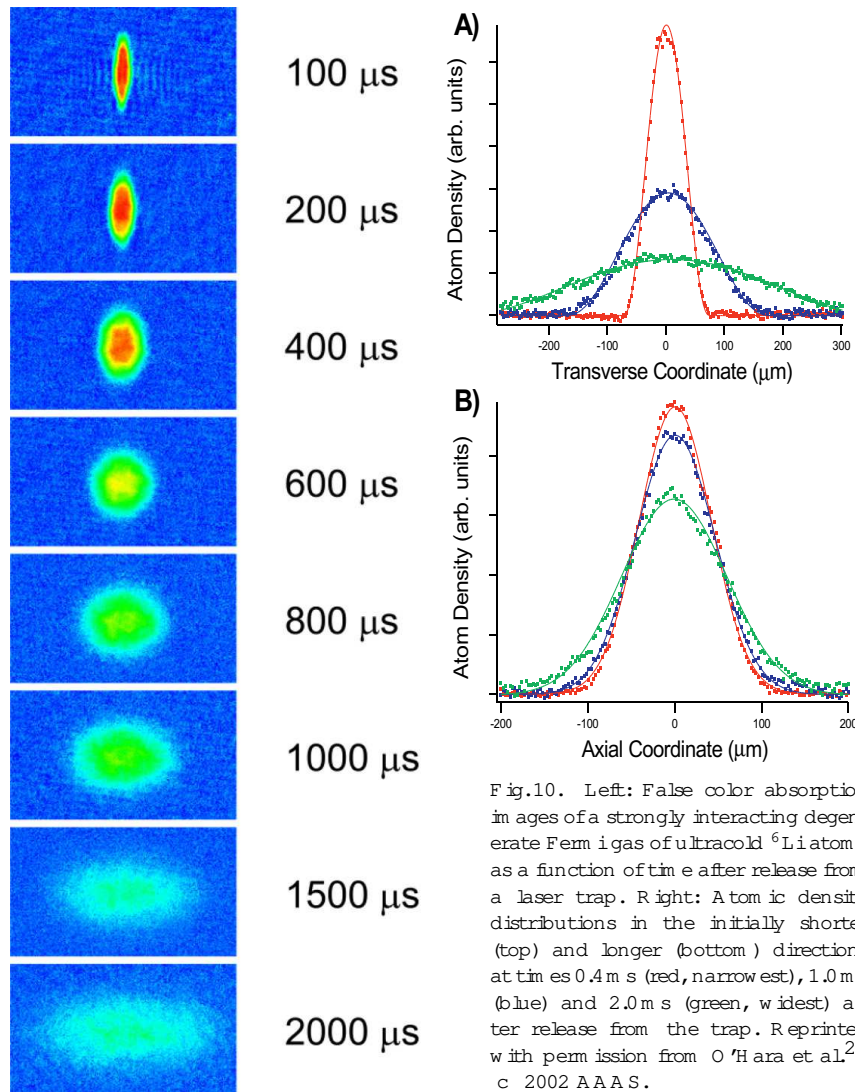 100 μs
200 μs
400 μs
600 μs
800 μs
1000 μs
1500 μs
2000 μs
A)
Atom Density (arb. units)
-200 -100 0 100 200 300
Transverse Coordinate (μm)
B)
Atom Density (arb. units)
-200 -100 0 100 200
Axial Coordinate (μm)
Fig.10. Left: False color absorptio
images of a strongly interacting degen
erate Fermi gas of ultracold ⁶Li atom
as a function of time after release from
a laser trap. Right: Atomic densit
distributions in the initially shorte
(top) and longer (bottom) direction
at times 0.4 ms (red, narrowest), 1.0 m
(blue) and 2.0 ms (green, widest) a
ter release from the trap. Reprinte
with permission from O'Hara et al.²
c 2002 AAAS.